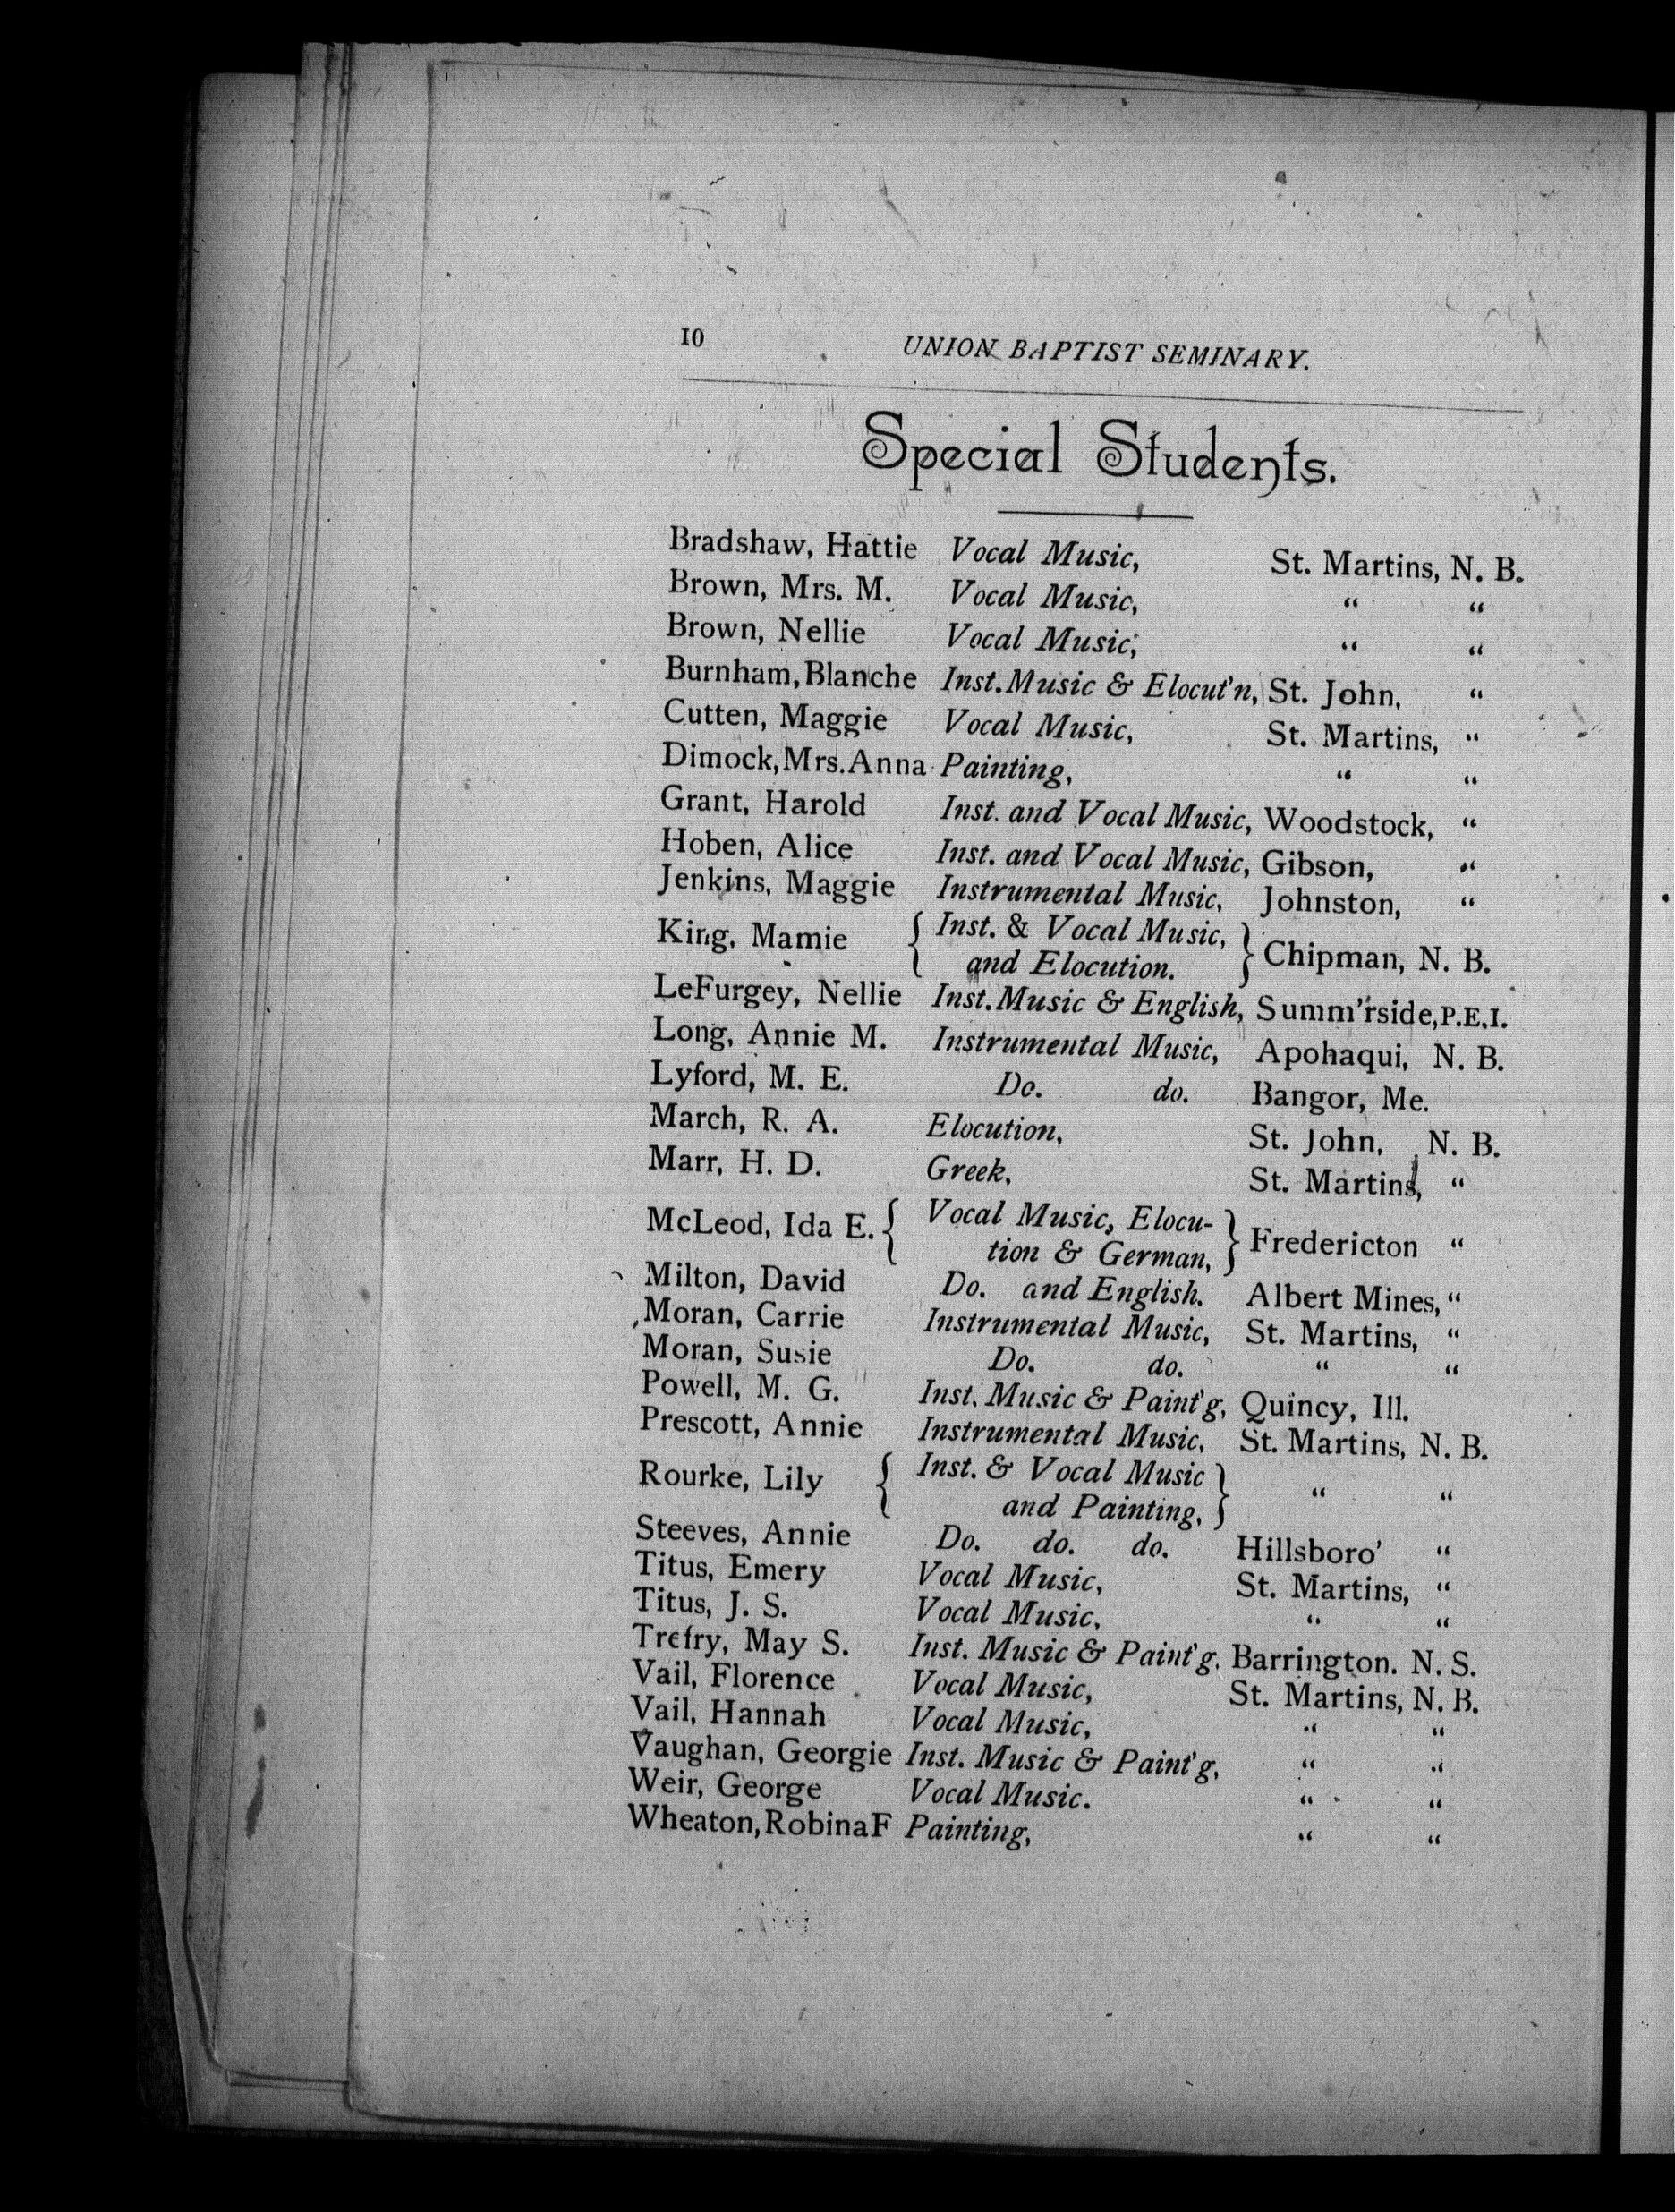 10 UNION BAPTIST SEMINARY.
Special Students.
Bradshaw, Hattie Vocal Music, St. Martins, N. B.
Brown, Mrs. M. Vocal Music, “ “
Brown, Nellie Vocal Music, “ “
Burnham, Blanche Inst. Music & Elocut'n, St. John, “
Cutten, Maggie Vocal Music, St. Martins, “
Dimock, Mrs. Anna Painting, “ “
Grant, Harold Inst. and Vocal Music, Woodstock, “
Hoben, Alice Inst. and Vocal Music, Gibson, “
Jenkins, Maggie Instrumental Music, Johnston, “
King, Mamie { Inst. & Vocal Music, } Chipman, N. B.
and Elocution.
LeFurgey, Nellie Inst. Music & English, Summ'rside, P.E.I.
Long, Annie M. Instrumental Music, Apohaqui, N. B.
Lyford, M. E. Do. do. Bangor, Me.
March, R. A. Elocution, St. John, N. B.
Marr, H. D. Greek, St. Martins, “
McLeod, Ida E. { Vocal Music, Elocu- } Fredericton “
tion & German,
Milton, David Do. and English. Albert Mines, “
Moran, Carrie Instrumental Music, St. Martins, “
Moran, Susie Do. do. “ “
Powell, M. G. Inst. Music & Paint'g, Quincy, Ill.
Prescott, Annie Instrumental Music, St. Martins, N. B.
Rourke, Lily { Inst. & Vocal Music } “ “
and Painting,
Steeves, Annie Do. do. do. Hillsboro' “
Titus, Emery Vocal Music, St. Martins, “
Titus, J. S. Vocal Music, “ “
Trefry, May S. Inst. Music & Paint'g. Barrington. N. S.
Vail, Florence Vocal Music, St. Martins, N. B.
Vail, Hannah Vocal Music, “ “
Vaughan, Georgie Inst. Music & Paint'g, “ “
Weir, George Vocal Music. “ “
Wheaton, Robina F Painting, “ “